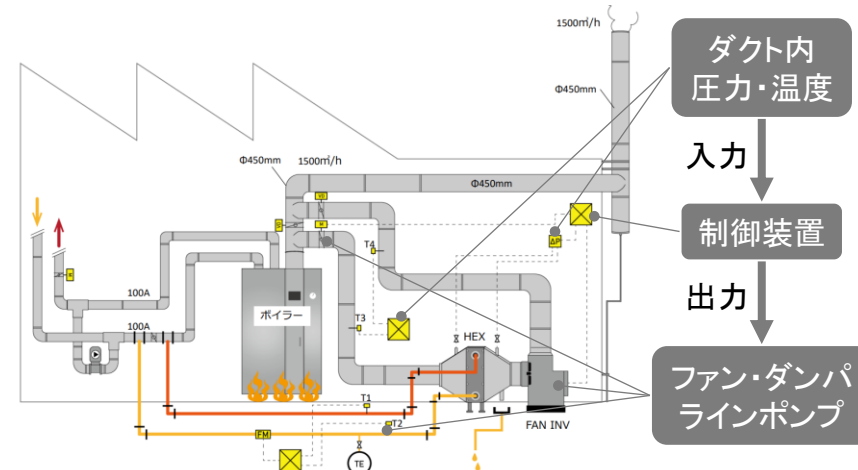 1500㎥/h
Φ450mm
ダクト内
圧力・温度
入力
制御装置
出力
ファン・ダンパ
ラインポンプ
Φ450mm
1500㎥/h
Φ450mm
M
T4
ΔP
100A
100A
ボイラー
T3
HEX
T1
T2
FM
TE
FAN INV